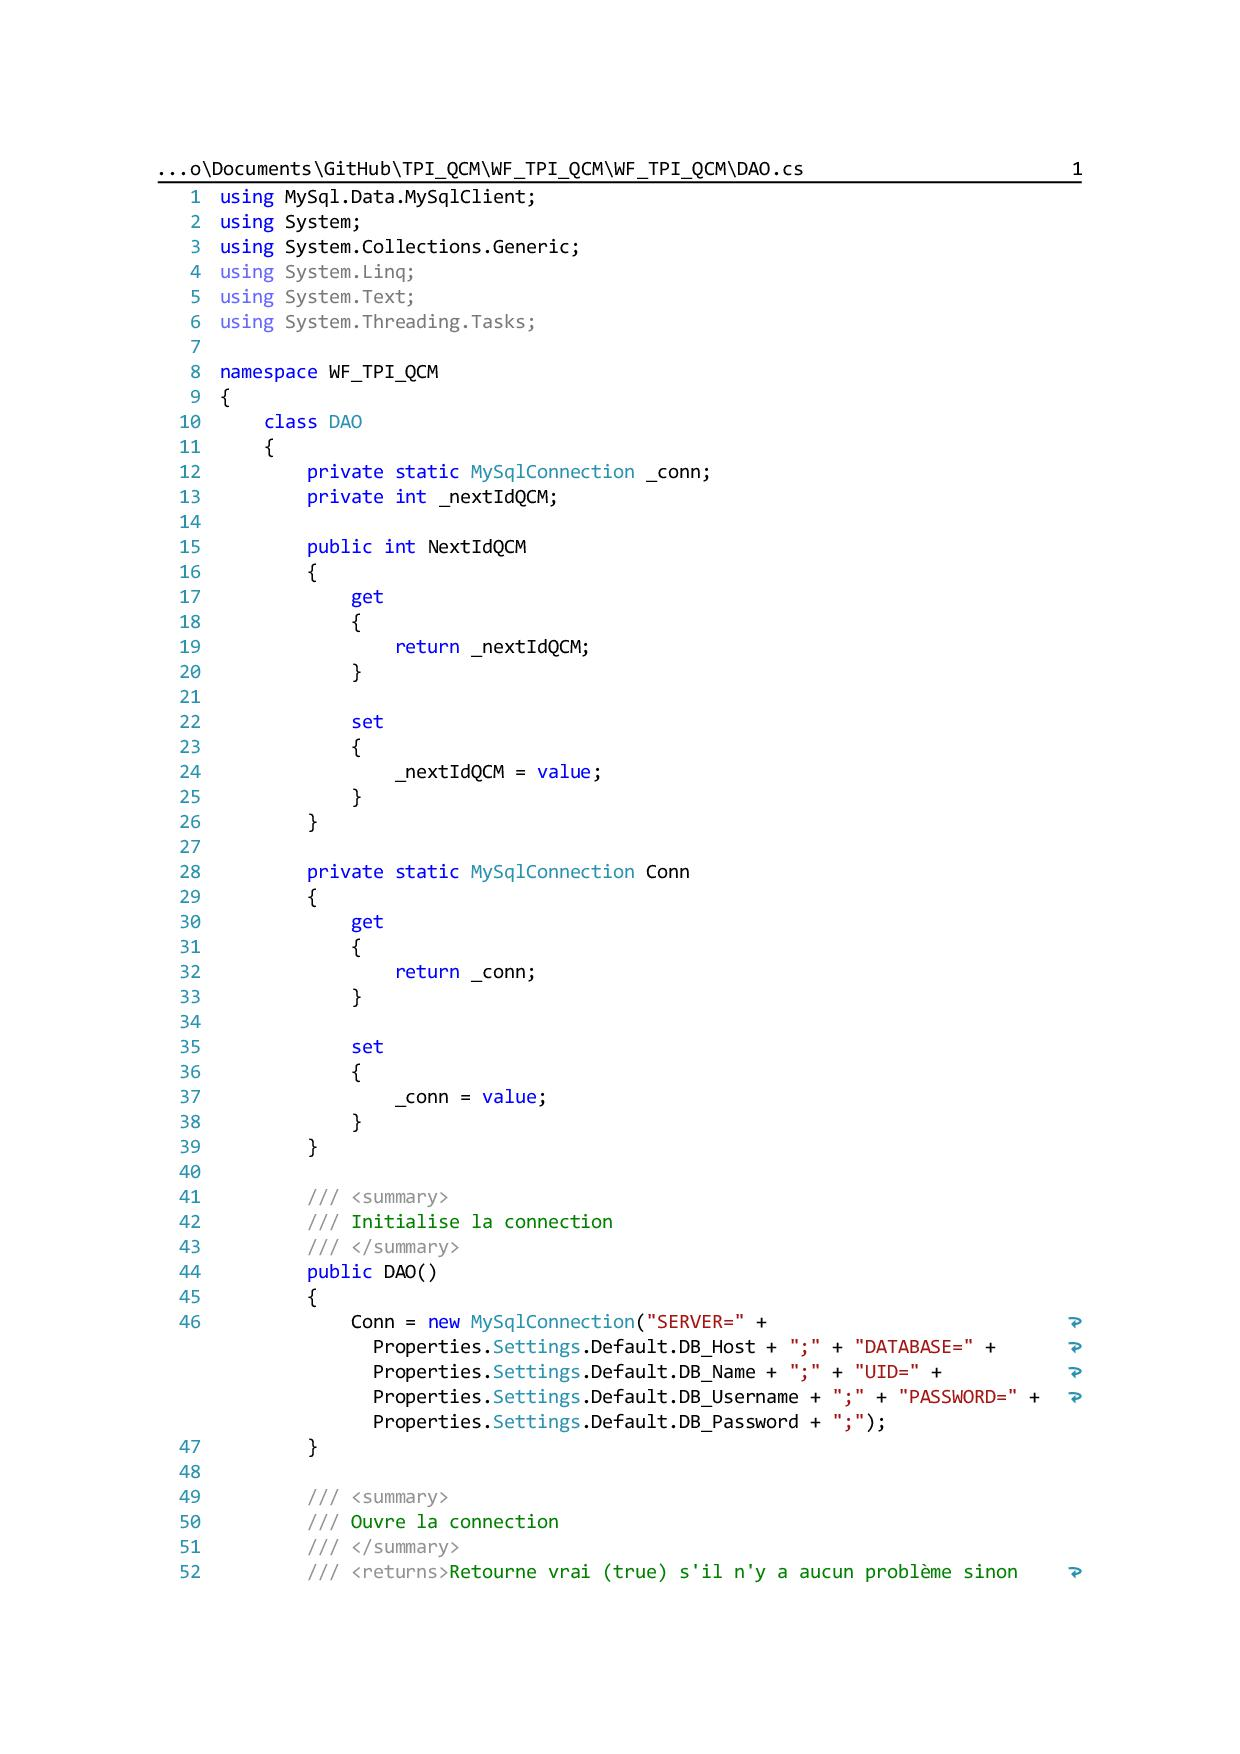 ...o\Documents\GitHub\TPI_QCM\WF_TPI_QCM\WF_TPI_QCM\DAO.cs 1
1 using MySql.Data.MySqlClient;
2 using System;
3 using System.Collections.Generic;
4 using System.Linq;
5 using System.Text;
6 using System.Threading.Tasks;
7
8 namespace WF_TPI_QCM
9 {
10     class DAO
11     {
12         private static MySqlConnection _conn;
13         private int _nextIdQCM;
14
15         public int NextIdQCM
16         {
17             get
18             {
19                 return _nextIdQCM;
20             }
21
22             set
23             {
24                 _nextIdQCM = value;
25             }
26         }
27
28         private static MySqlConnection Conn
29         {
30             get
31             {
32                 return _conn;
33             }
34
35             set
36             {
37                 _conn = value;
38             }
39         }
40
41         /// <summary>
42         /// Initialise la connection
43         /// </summary>
44         public DAO()
45         {
46             Conn = new MySqlConnection("SERVER=" +
Properties.Settings.Default.DB_Host + ";" + "DATABASE=" +
Properties.Settings.Default.DB_Name + ";" + "UID=" +
Properties.Settings.Default.DB_Username + ";" + "PASSWORD=" +
Properties.Settings.Default.DB_Password + ";");
47         }
48
49         /// <summary>
50         /// Ouvre la connection
51         /// </summary>
52         /// <returns>Retourne vrai (true) s'il n'y a aucun problème sinon